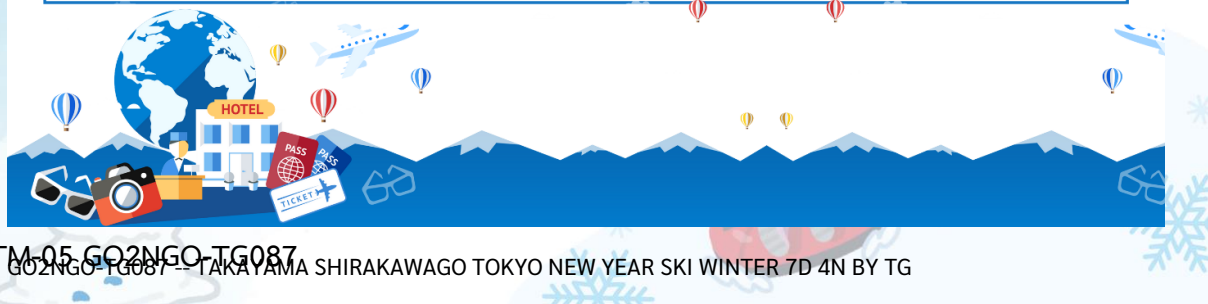 HOTEL
PASS
PASS
TICKET
TM-05 GO2NGO-TG087
GO2NGO-TG087 -- TAKAYAMA SHIRAKAWAGO TOKYO NEW YEAR SKI WINTER 7D 4N BY TG